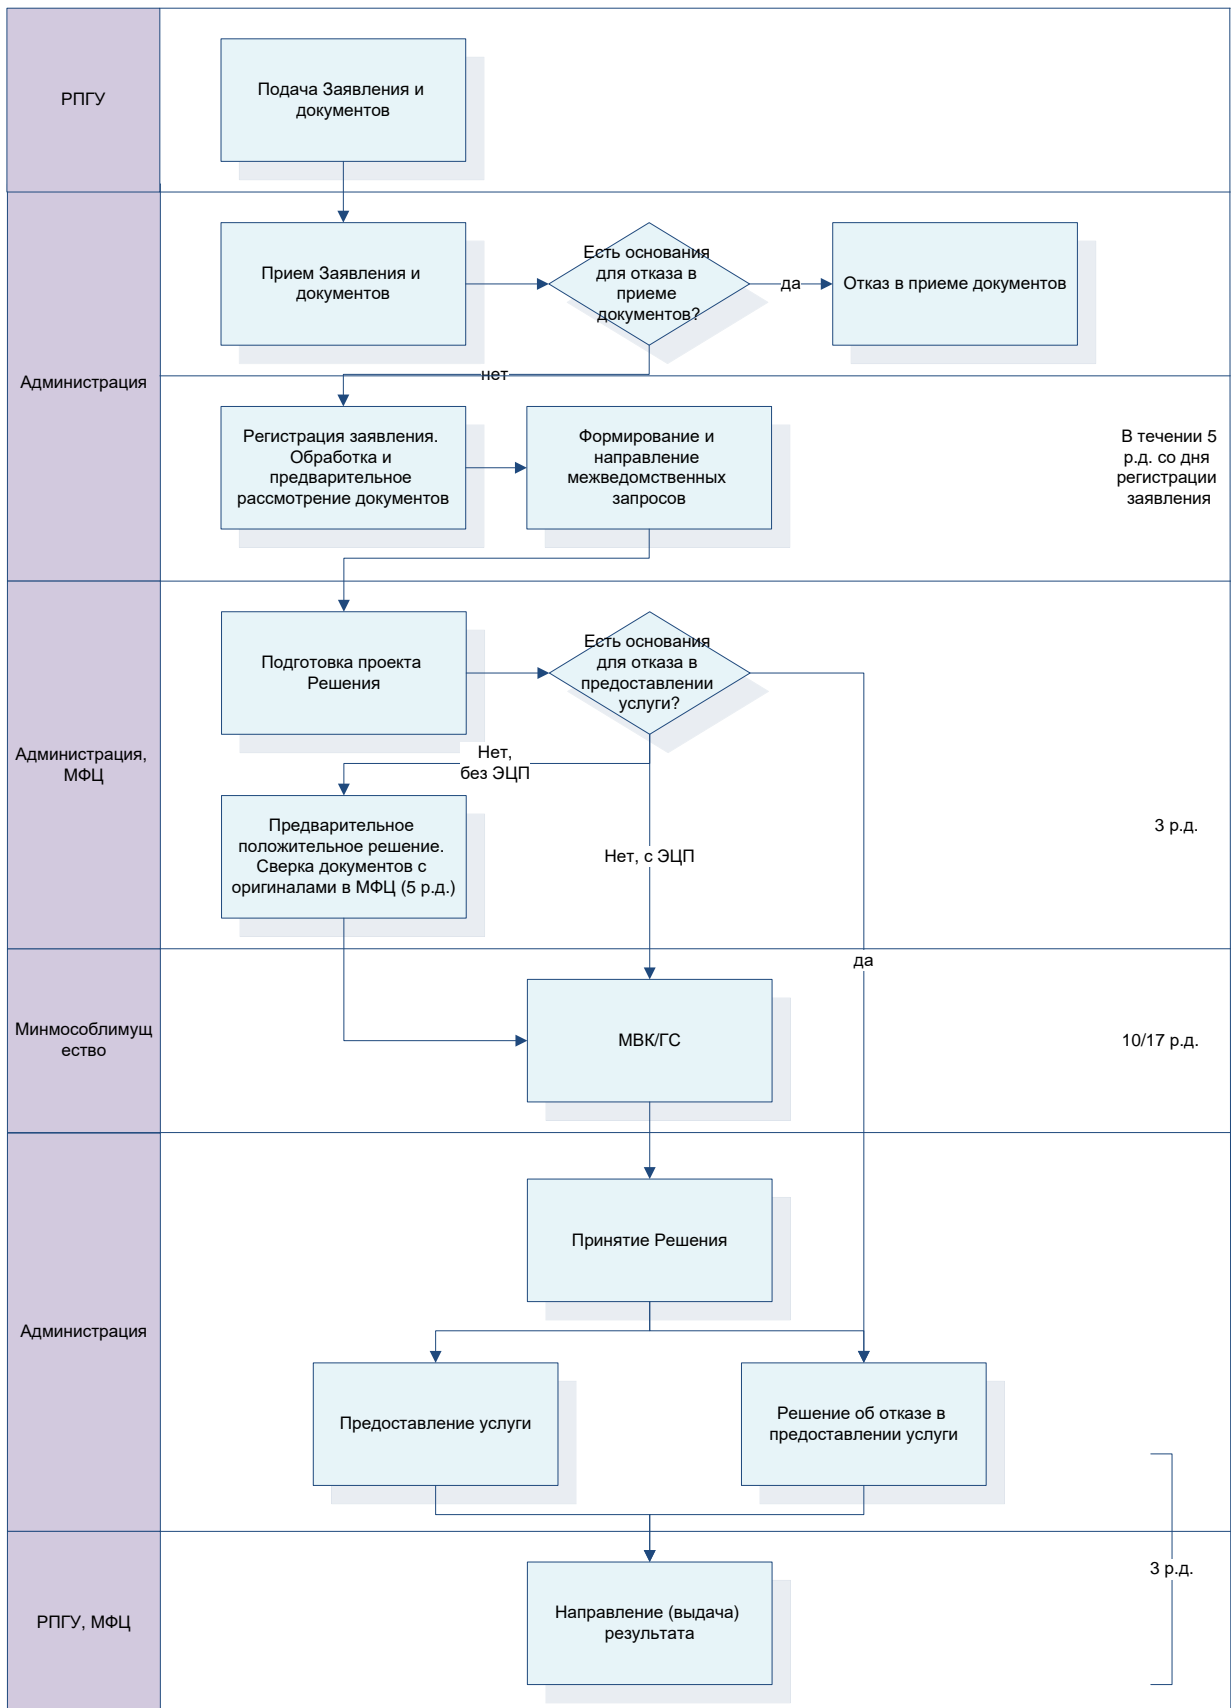 РПГУ
Подача Заявления и
документов
Администрация
Прием Заявления и
документов
Есть основания
для отказа в
приеме
документов?
да
Отказ в приеме документов
нет
Регистрация заявления.
Обработка и
предварительное
рассмотрение документов
Формирование и
направление
межведомственных
запросов
В течении 5
р.д. со дня
регистрации
заявления
Администрация,
МФЦ
Подготовка проекта
Решения
Есть основания
для отказа в
предоставлении
услуги?
Нет,
без ЭЦП
Предварительное
положительное решение.
Сверка документов с
оригиналами в МФЦ (5 р.д.)
Нет, с ЭЦП
3 р.д.
да
Минмособлимущ
ество
МВК/ГС
10/17 р.д.
Администрация
Принятие Решения
Предоставление услуги
Решение об отказе в
предоставлении услуги
3 р.д.
РПГУ, МФЦ
Направление (выдача)
результата